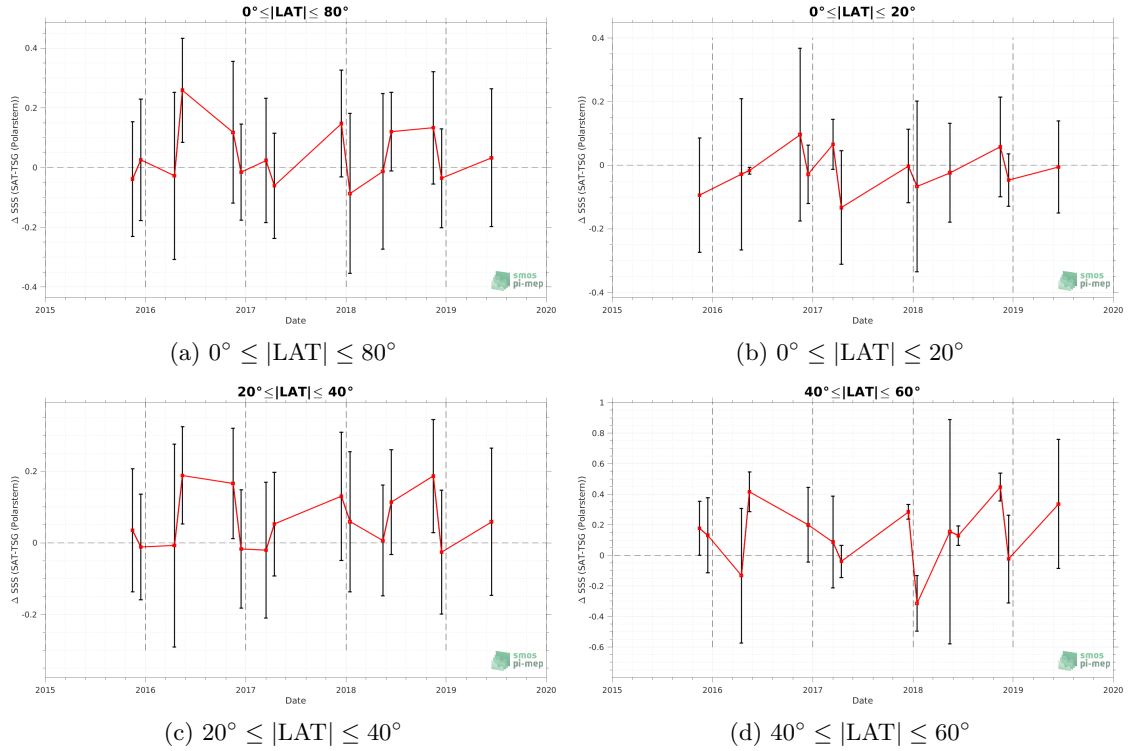 0°≤|LAT|≤ 80°
Δ SSS (SAT-TSG (Polarstern))
0.4
0.2
0
-0.2
-0.4
2015 2016 2017 2018 2019 2020
Date
smos
pi-mep
(a) 0° ≤ |LAT| ≤ 80°
0°≤|LAT|≤ 20°
Δ SSS (SAT-TSG (Polarstern))
0.4
0.2
0
-0.2
-0.4
2015 2016 2017 2018 2019 2020
Date
smos
pi-mep
(b) 0° ≤ |LAT| ≤ 20°
20°≤|LAT|≤ 40°
Δ SSS (SAT-TSG (Polarstern))
0.2
0
-0.2
2015 2016 2017 2018 2019 2020
Date
smos
pi-mep
(c) 20° ≤ |LAT| ≤ 40°
40°≤|LAT|≤ 60°
Δ SSS (SAT-TSG (Polarstern))
1
0.8
0.6
0.4
0.2
0
-0.2
-0.4
-0.6
2015 2016 2017 2018 2019 2020
Date
smos
pi-mep
(d) 40° ≤ |LAT| ≤ 60°